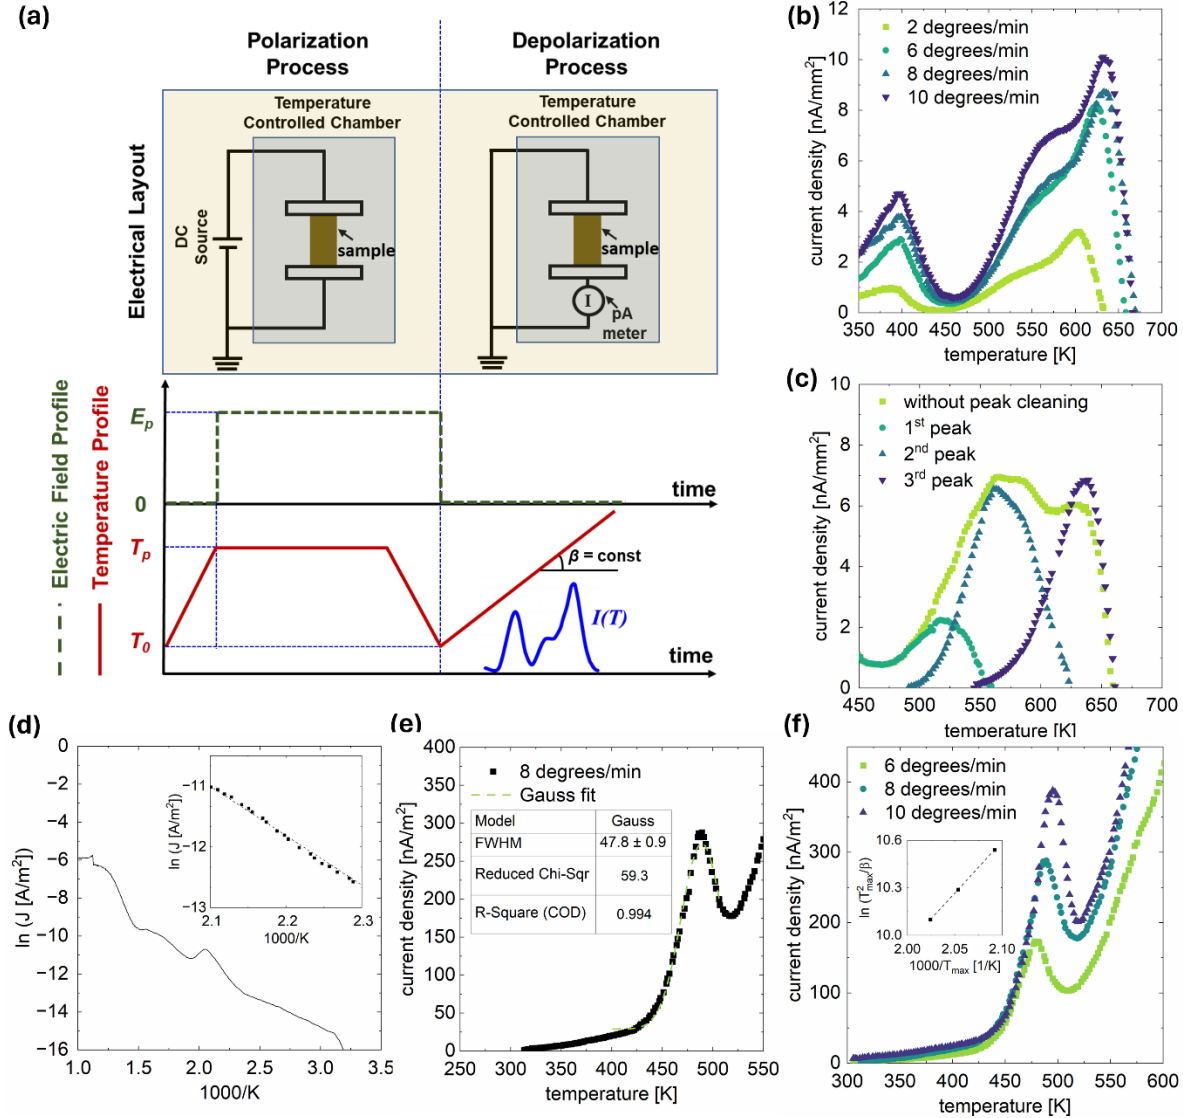 (a)
Polarization
Process
Depolarization
Process
Electrical Layout
Temperature
Controlled Chamber
DC
Source
sample
Temperature
Controlled Chamber
sample
I
pA
meter
Electric Field Profile
Temperature Profile
Ep
0
time
Tp
T0
β = const
I(T)
time
(b)
2 degrees/min
6 degrees/min
8 degrees/min
10 degrees/min
current density [nA/mm²]
12
10
8
6
4
2
0
350 400 450 500 550 600 650 700
temperature [K]
(c)
without peak cleaning
1st peak
2nd peak
3rd peak
current density [nA/mm²]
10
8
6
4
2
0
450 500 550 600 650 700
temperature [K]
(d)
ln (J [A/m²])
0
−2
−4
−6
−8
−10
−12
−14
−16
1.0 1.5 2.0 2.5 3.0 3.5
1000/K
ln (J [A/m²])
−11
−12
−13
2.1 2.2 2.3
1000/K
(e)
8 degrees/min
Gauss fit
Model Gauss
FWHM 47.8 ± 0.9
Reduced Chi-Sqr 59.3
R-Square (COD) 0.994
current density [nA/m²]
400
350
300
250
200
150
100
50
0
250 300 350 400 450 500 550
temperature [K]
(f)
6 degrees/min
8 degrees/min
10 degrees/min
current density [nA/m²]
400
300
200
100
0
300 350 400 450 500 550 600
temperature [K]
ln (T²max/β)
10.6
10.3
10.0
2.00 2.05 2.10
1000/Tmax [1/K]